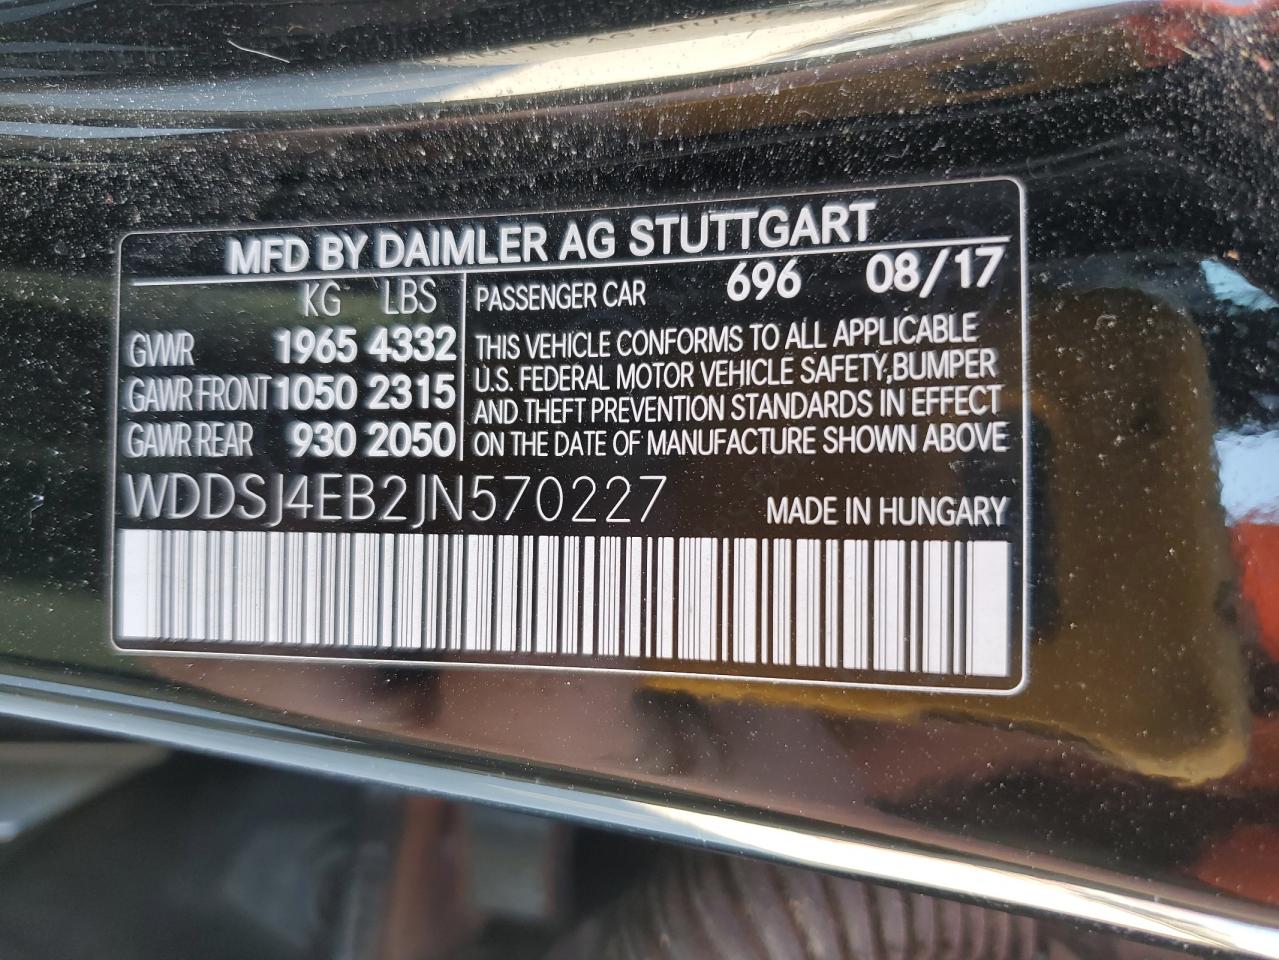 MFD BY DAIMLER AG STUTTGART
KG LBS
GVWR 1965 4332
GAWR FRONT 1050 2315
GAWR REAR 930 2050
PASSENGER CAR 696 08/17
THIS VEHICLE CONFORMS TO ALL APPLICABLE
U.S. FEDERAL MOTOR VEHICLE SAFETY,BUMPER
AND THEFT PREVENTION STANDARDS IN EFFECT
ON THE DATE OF MANUFACTURE SHOWN ABOVE
WDDSJ4EB2JN570227
MADE IN HUNGARY